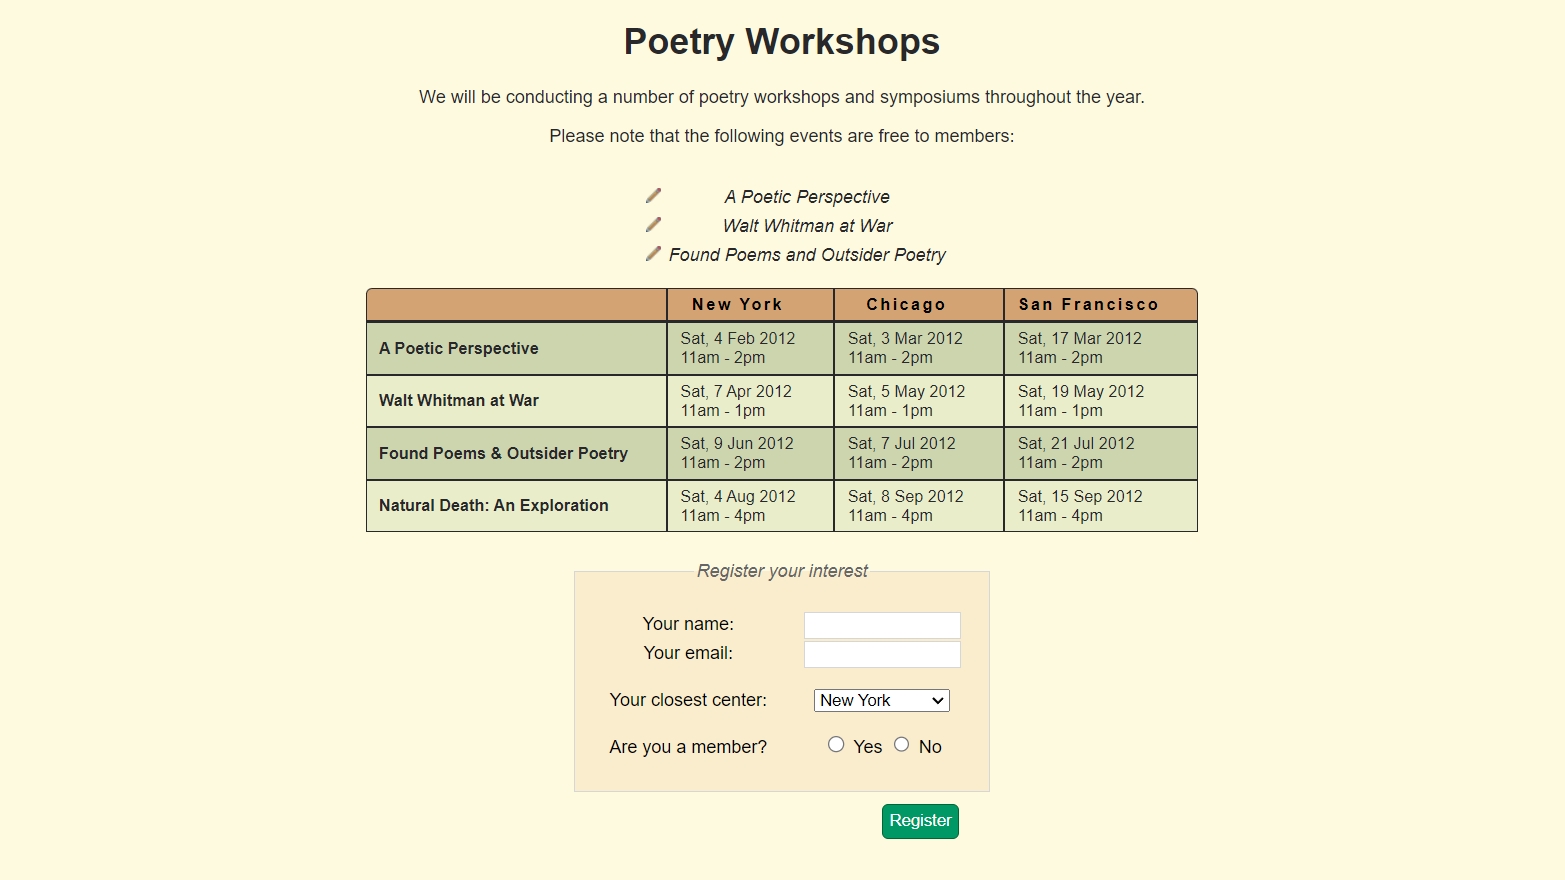 Poetry Workshops
We will be conducting a number of poetry workshops and symposiums throughout the year.
Please note that the following events are free to members:
A Poetic Perspective
Walt Whitman at War
Found Poems and Outsider Poetry
New York Chicago San Francisco
A Poetic Perspective
Sat, 4 Feb 2012
11am - 2pm
Sat, 3 Mar 2012
11am - 2pm
Sat, 17 Mar 2012
11am - 2pm
Walt Whitman at War
Sat, 7 Apr 2012
11am - 1pm
Sat, 5 May 2012
11am - 1pm
Sat, 19 May 2012
11am - 1pm
Found Poems & Outsider Poetry
Sat, 9 Jun 2012
11am - 2pm
Sat, 7 Jul 2012
11am - 2pm
Sat, 21 Jul 2012
11am - 2pm
Natural Death: An Exploration
Sat, 4 Aug 2012
11am - 4pm
Sat, 8 Sep 2012
11am - 4pm
Sat, 15 Sep 2012
11am - 4pm
Register your interest
Your name:
Your email:
Your closest center: New York
Are you a member? Yes No
Register